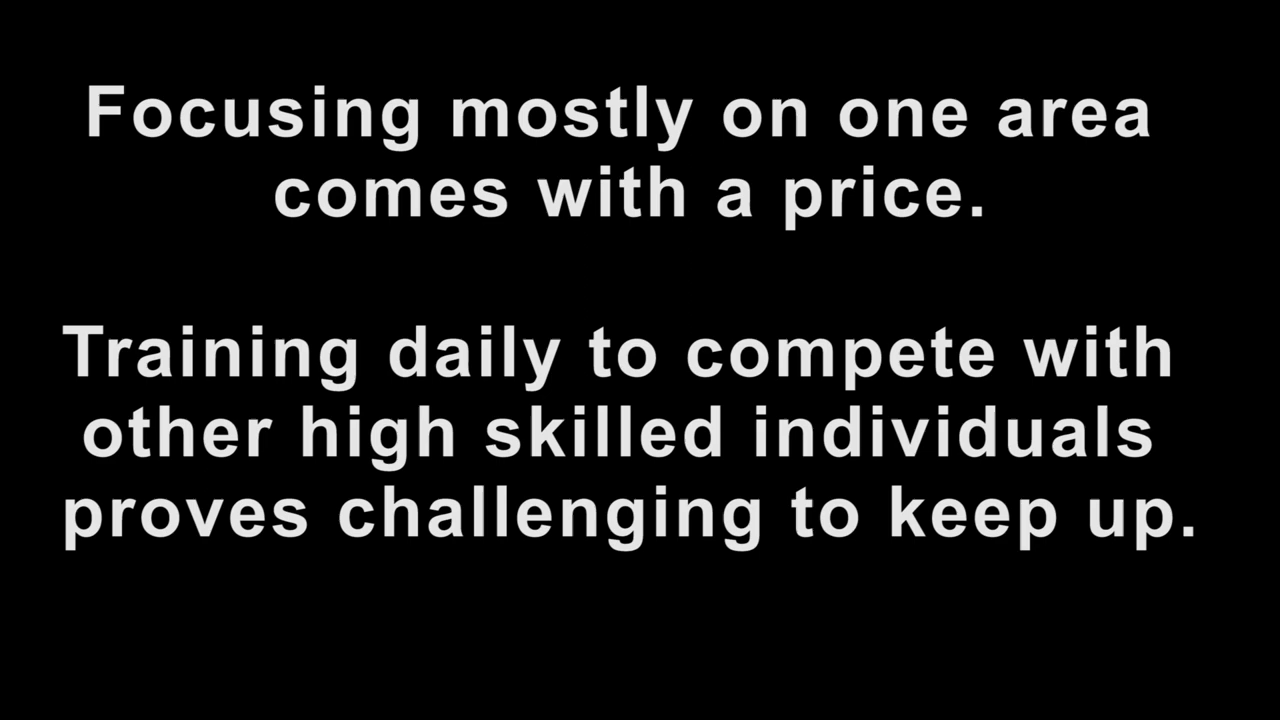 Focusing mostly on one area
comes with a price.
Training daily to compete with
other high skilled individuals
proves challenging to keep up.